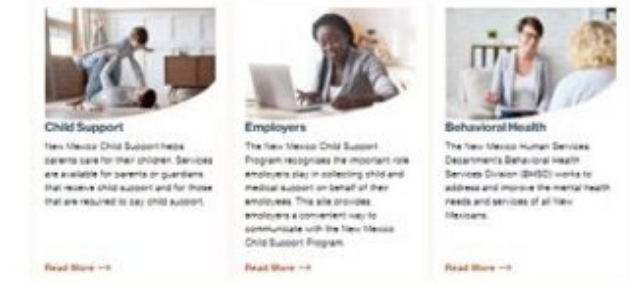 Child Support
New Mexico Child Support helps
parents care for their children. Services
are available for parents or guardians
that receive child support and for those
that are required to pay child support.
Read More →
Employers
The New Mexico Child Support
Program recognizes the important role
employers play in collecting child and
medical support on behalf of their
employees. This site provides
employers a convenient way to
communicate with the New Mexico
Child Support Program.
Read More →
Behavioral Health
The New Mexico Human Services
Department's Behavioral Health
Services Division (BHSD) works to
address and improve the mental health
needs and services of all New
Mexicans.
Read More →